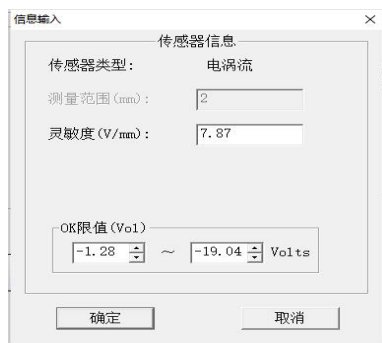 信息输入
传感器信息
传感器类型: 电涡流
测量范围(mm): 2
灵敏度(V/mm): 7.87
OK限值(Vol)
-1.28 ~ -19.04 Volts
确定 取消